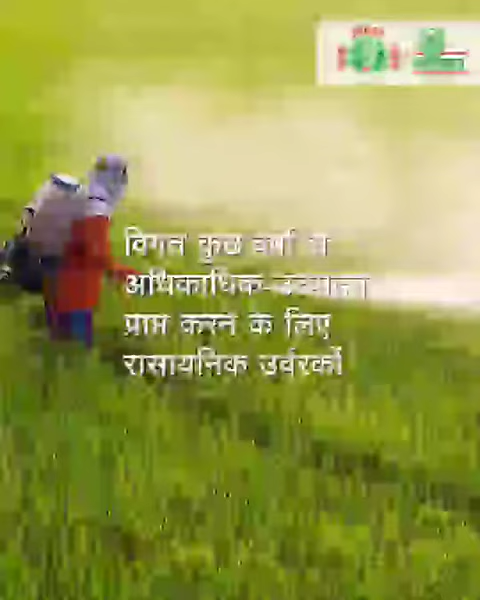 विगत कुछ वर्षों से
अधिकाधिक
प्राप्त करने के लिए
रासायनिक उर्वरकों